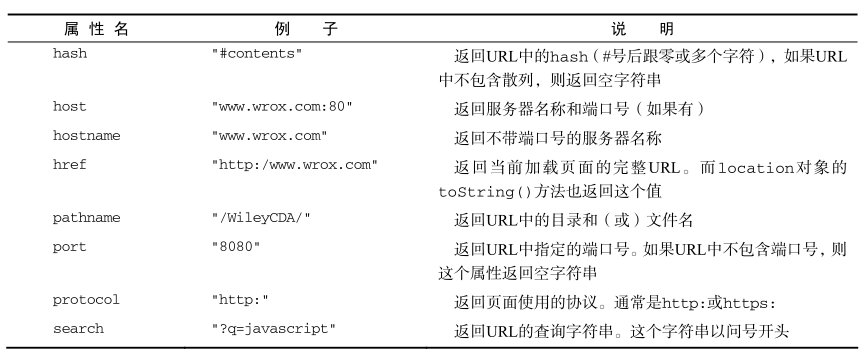 属 性 名 例 子 说 明
hash "#contents" 返回URL中的hash（#号后跟零或多个字符），如果URL
中不包含散列，则返回空字符串
host "www.wrox.com:80" 返回服务器名称和端口号（如果有）
hostname "www.wrox.com" 返回不带端口号的服务器名称
href "http:/www.wrox.com" 返回当前加载页面的完整URL。而location对象的
toString()方法也返回这个值
pathname "/WileyCDA/" 返回URL中的目录和（或）文件名
port "8080" 返回URL中指定的端口号。如果URL中不包含端口号，则
这个属性返回空字符串
protocol "http:" 返回页面使用的协议。通常是http:或https:
search "?q=javascript" 返回URL的查询字符串。这个字符串以问号开头